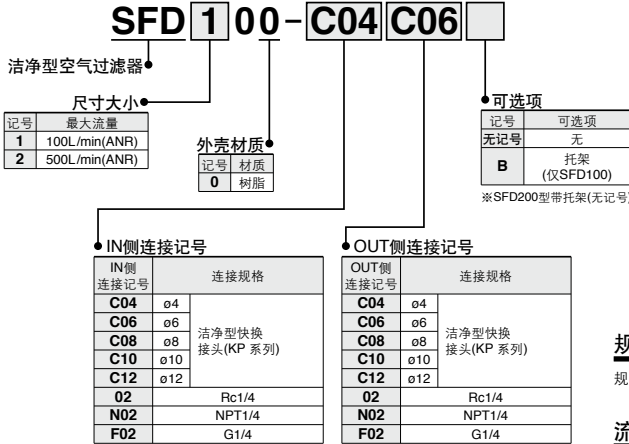 SFD 1 00-C04 C06
洁净型空气过滤器
尺寸大小
记号 最大流量
1 100L/min(ANR)
2 500L/min(ANR)
外壳材质
记号 材质
0 树脂
可选项
记号 可选项
无记号 无
B 托架
(仅SFD100)
※SFD200型带托架(无记号)
IN侧连接记号
IN侧
连接记号 连接规格
C04 ø4
C06 ø6
C08 ø8
C10 ø10
C12 ø12
洁净型快换
接头(KP 系列)
02 Rc1/4
N02 NPT1/4
F02 G1/4
OUT侧连接记号
OUT侧
连接记号 连接规格
C04 ø4
C06 ø6
C08 ø8
C10 ø10
C12 ø12
洁净型快换
接头(KP 系列)
02 Rc1/4
N02 NPT1/4
F02 G1/4
规
规
流